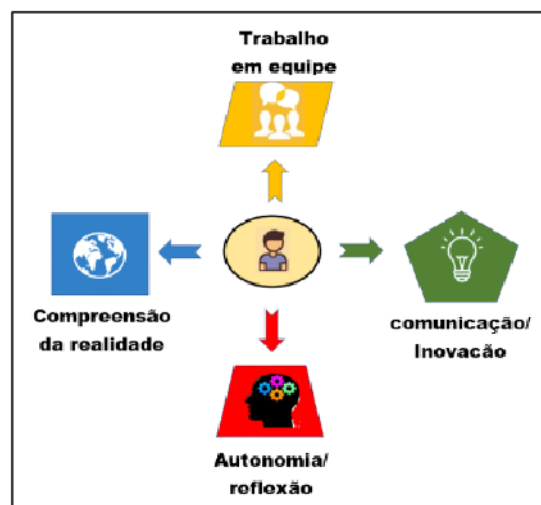 Trabalho
em equipe
Compreensão
da realidade
comunicação/
Inovacão
Autonomia/
reflexão